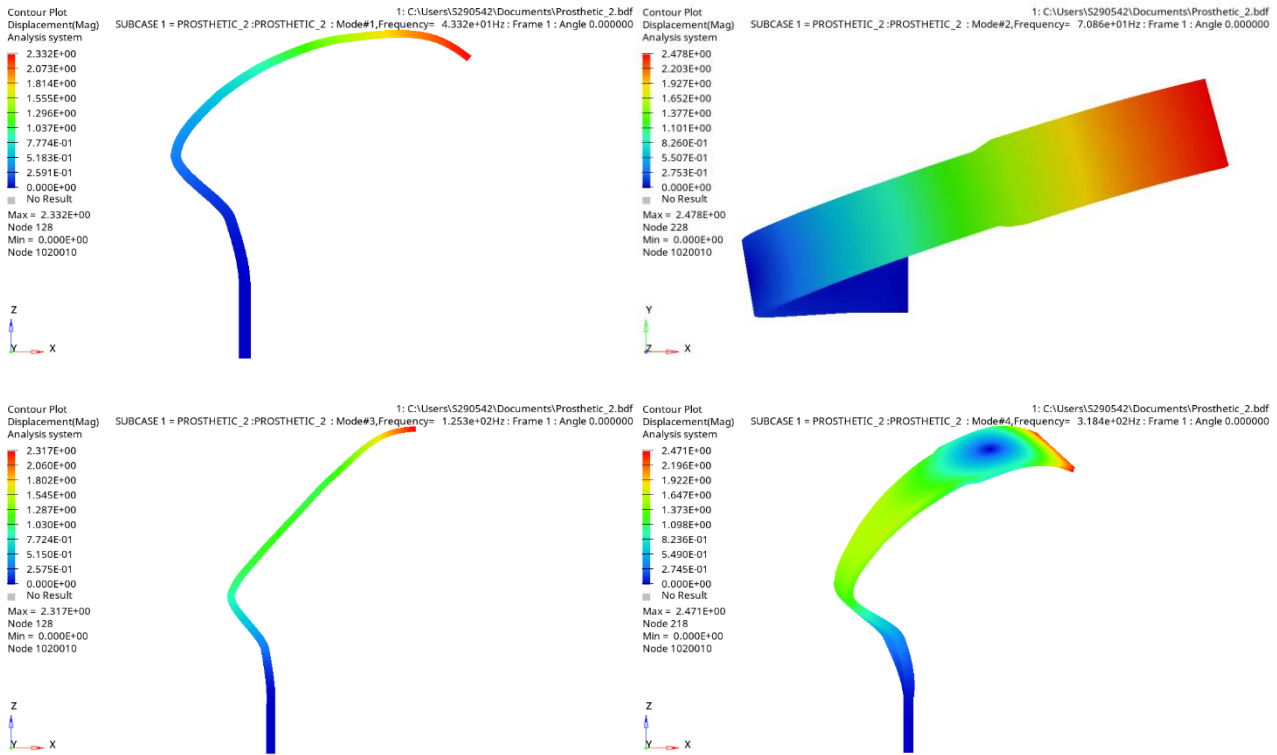 Contour Plot
Displacement(Mag)
Analysis system
1: C:\Users\S290542\Documents\Prosthetic_2.bdf
SUBCASE 1 = PROSTHETIC_2 :PROSTHETIC_2 : Mode#1,Frequency= 4.332e+01Hz : Frame 1 : Angle 0.000000
2.332E+00
2.073E+00
1.814E+00
1.555E+00
1.296E+00
1.037E+00
7.774E-01
5.183E-01
2.591E-01
0.000E+00
No Result
Max = 2.332E+00
Node 128
Min = 0.000E+00
Node 1020010
Z
Y
X
Contour Plot
Displacement(Mag)
Analysis system
1: C:\Users\S290542\Documents\Prosthetic_2.bdf
SUBCASE 1 = PROSTHETIC_2 :PROSTHETIC_2 : Mode#2,Frequency= 7.086e+01Hz : Frame 1 : Angle 0.000000
2.478E+00
2.203E+00
1.927E+00
1.652E+00
1.377E+00
1.101E+00
8.260E-01
5.507E-01
2.753E-01
0.000E+00
No Result
Max = 2.478E+00
Node 228
Min = 0.000E+00
Node 1020010
Y
Z
X
Contour Plot
Displacement(Mag)
Analysis system
1: C:\Users\S290542\Documents\Prosthetic_2.bdf
SUBCASE 1 = PROSTHETIC_2 :PROSTHETIC_2 : Mode#3,Frequency= 1.253e+02Hz : Frame 1 : Angle 0.000000
2.317E+00
2.060E+00
1.802E+00
1.545E+00
1.287E+00
1.030E+00
7.724E-01
5.150E-01
2.575E-01
0.000E+00
No Result
Max = 2.317E+00
Node 128
Min = 0.000E+00
Node 1020010
Z
Y
X
Contour Plot
Displacement(Mag)
Analysis system
1: C:\Users\S290542\Documents\Prosthetic_2.bdf
SUBCASE 1 = PROSTHETIC_2 :PROSTHETIC_2 : Mode#4,Frequency= 3.184e+02Hz : Frame 1 : Angle 0.000000
2.471E+00
2.196E+00
1.922E+00
1.647E+00
1.373E+00
1.098E+00
8.236E-01
5.490E-01
2.745E-01
0.000E+00
No Result
Max = 2.471E+00
Node 218
Min = 0.000E+00
Node 1020010
Z
Y
X